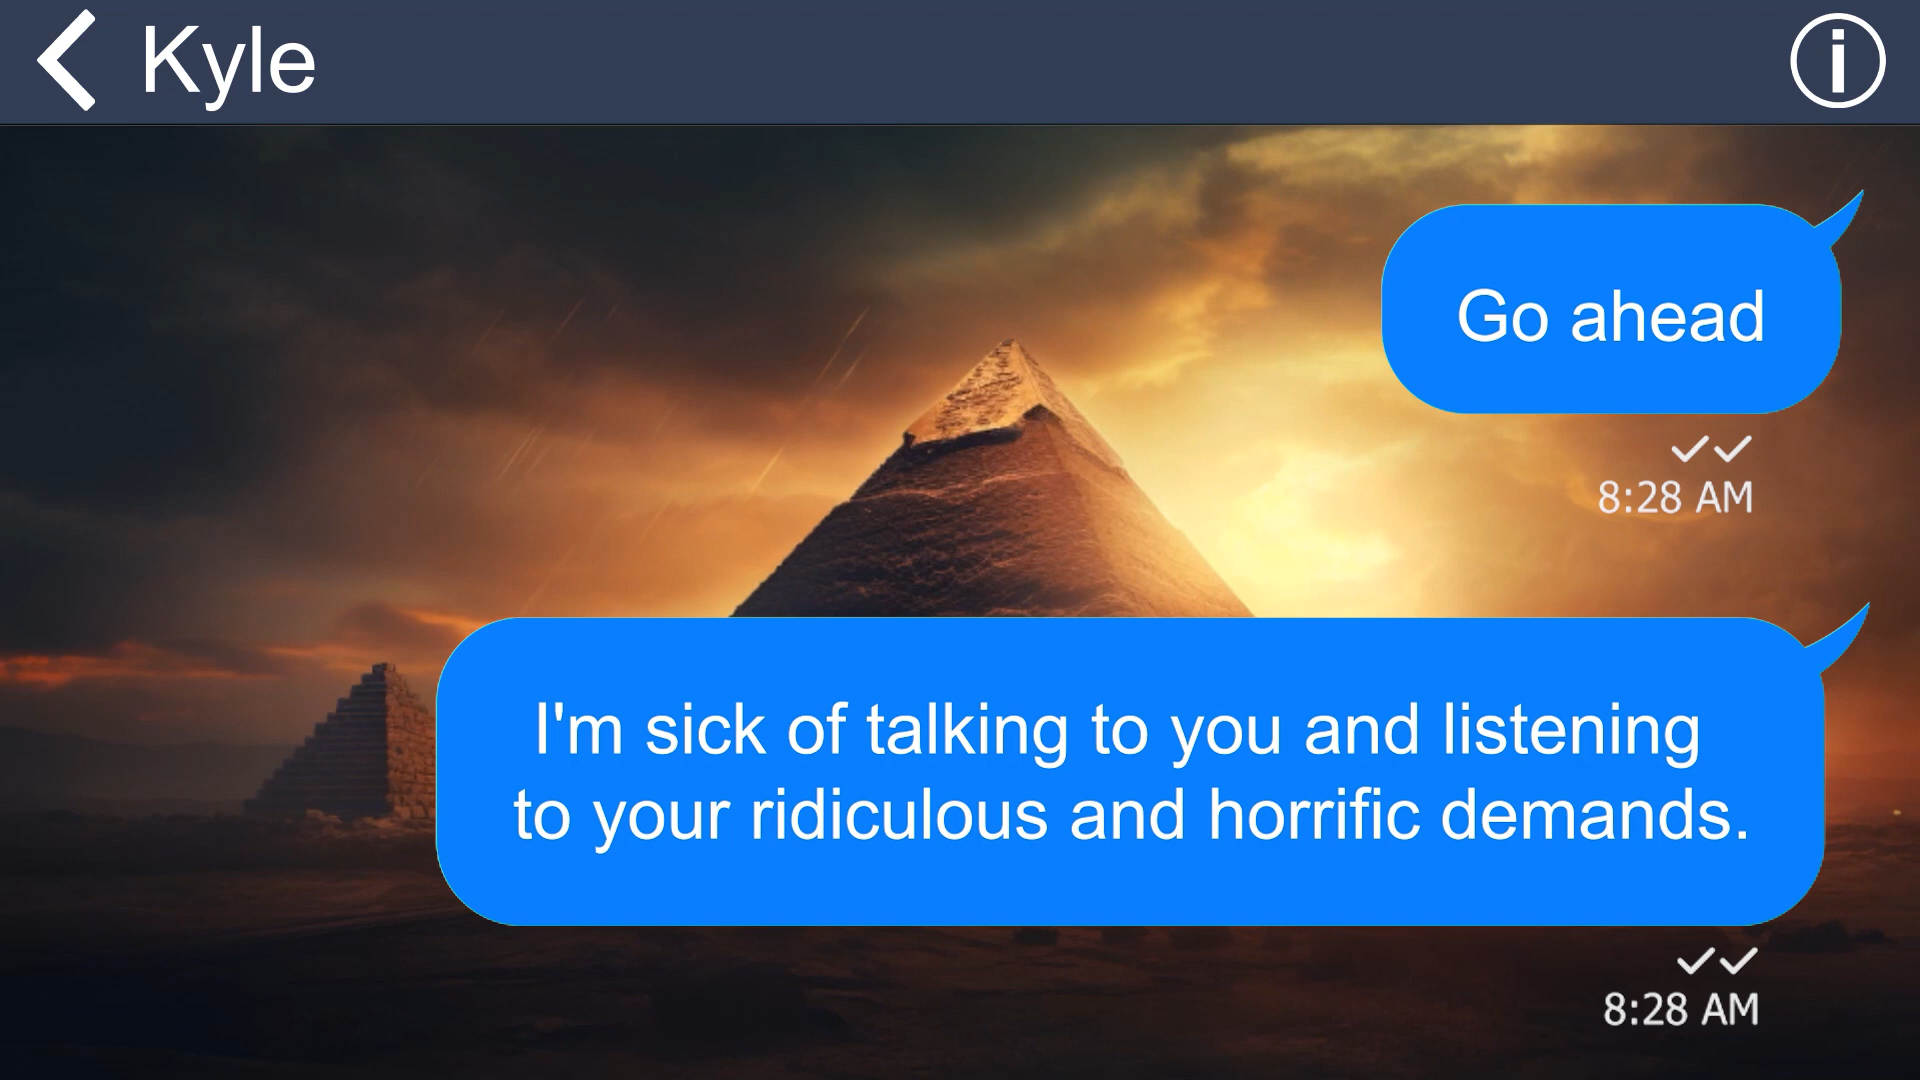 Kyle
Go ahead
8:28 AM
I'm sick of talking to you and listening
to your ridiculous and horrific demands.
8:28 AM